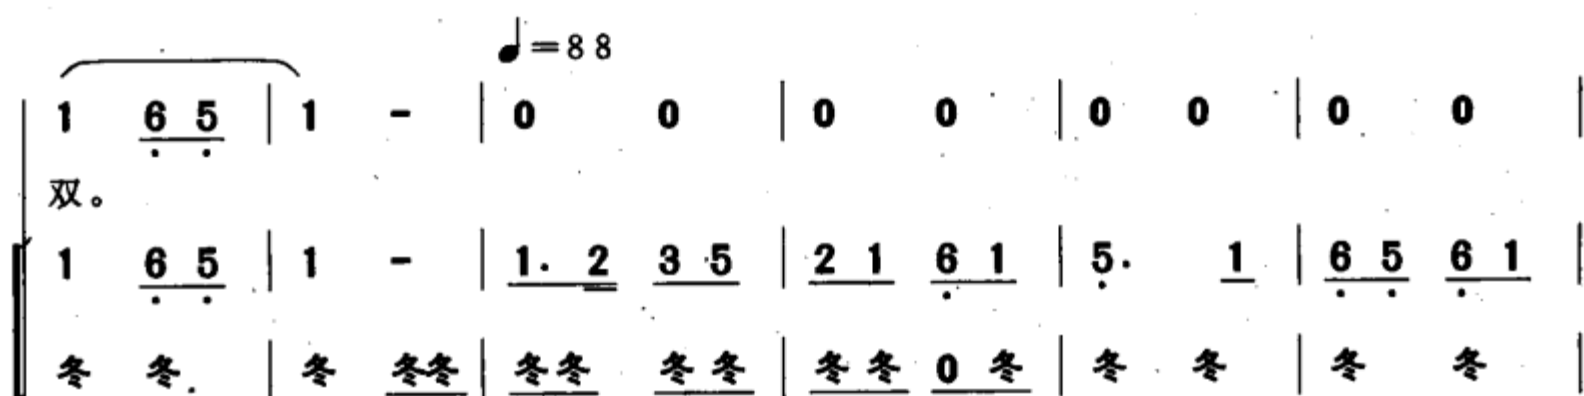 ♩=88
1 6 5 | 1 - | 0 0 | 0 0 | 0 0 | 0 0 |
双。
1 6 5 | 1 - | 1. 2 3 5 | 2 1 6 1 | 5. 1 | 6 5 6 1 |
冬 冬 | 冬 冬冬 | 冬冬 冬冬 | 冬冬 0 冬 | 冬 冬 | 冬 冬 |